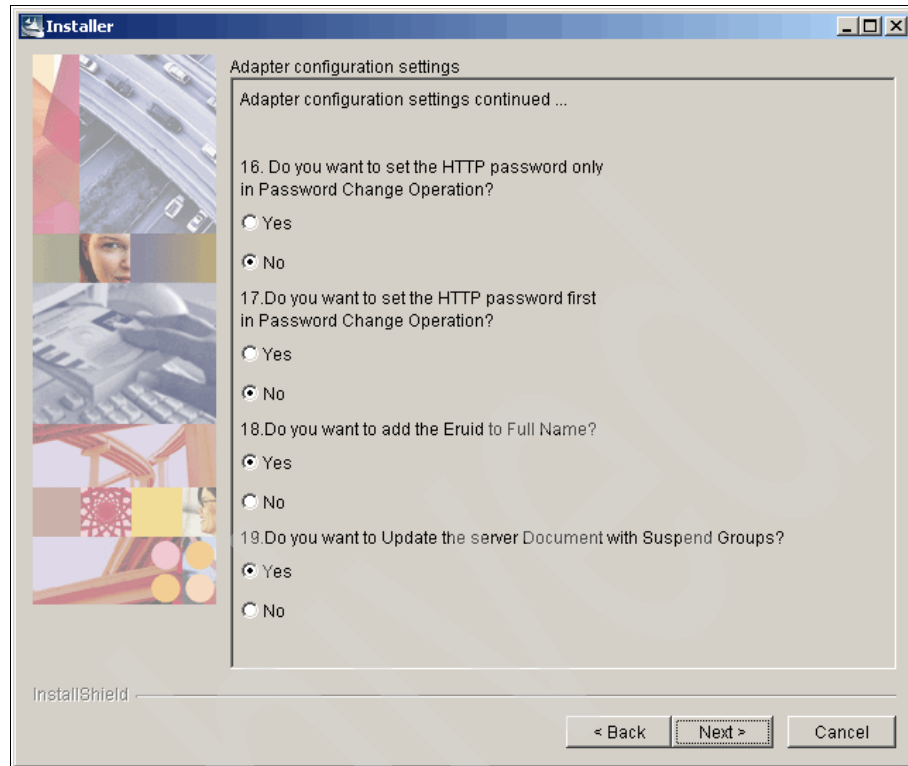 Installer
Adapter configuration settings
Adapter configuration settings continued ...
16. Do you want to set the HTTP password only
in Password Change Operation?
Yes
No
17.Do you want to set the HTTP password first
in Password Change Operation?
Yes
No
18.Do you want to add the Eruid to Full Name?
Yes
No
19.Do you want to Update the server Document with Suspend Groups?
Yes
No
InstallShield
< Back
Next >
Cancel